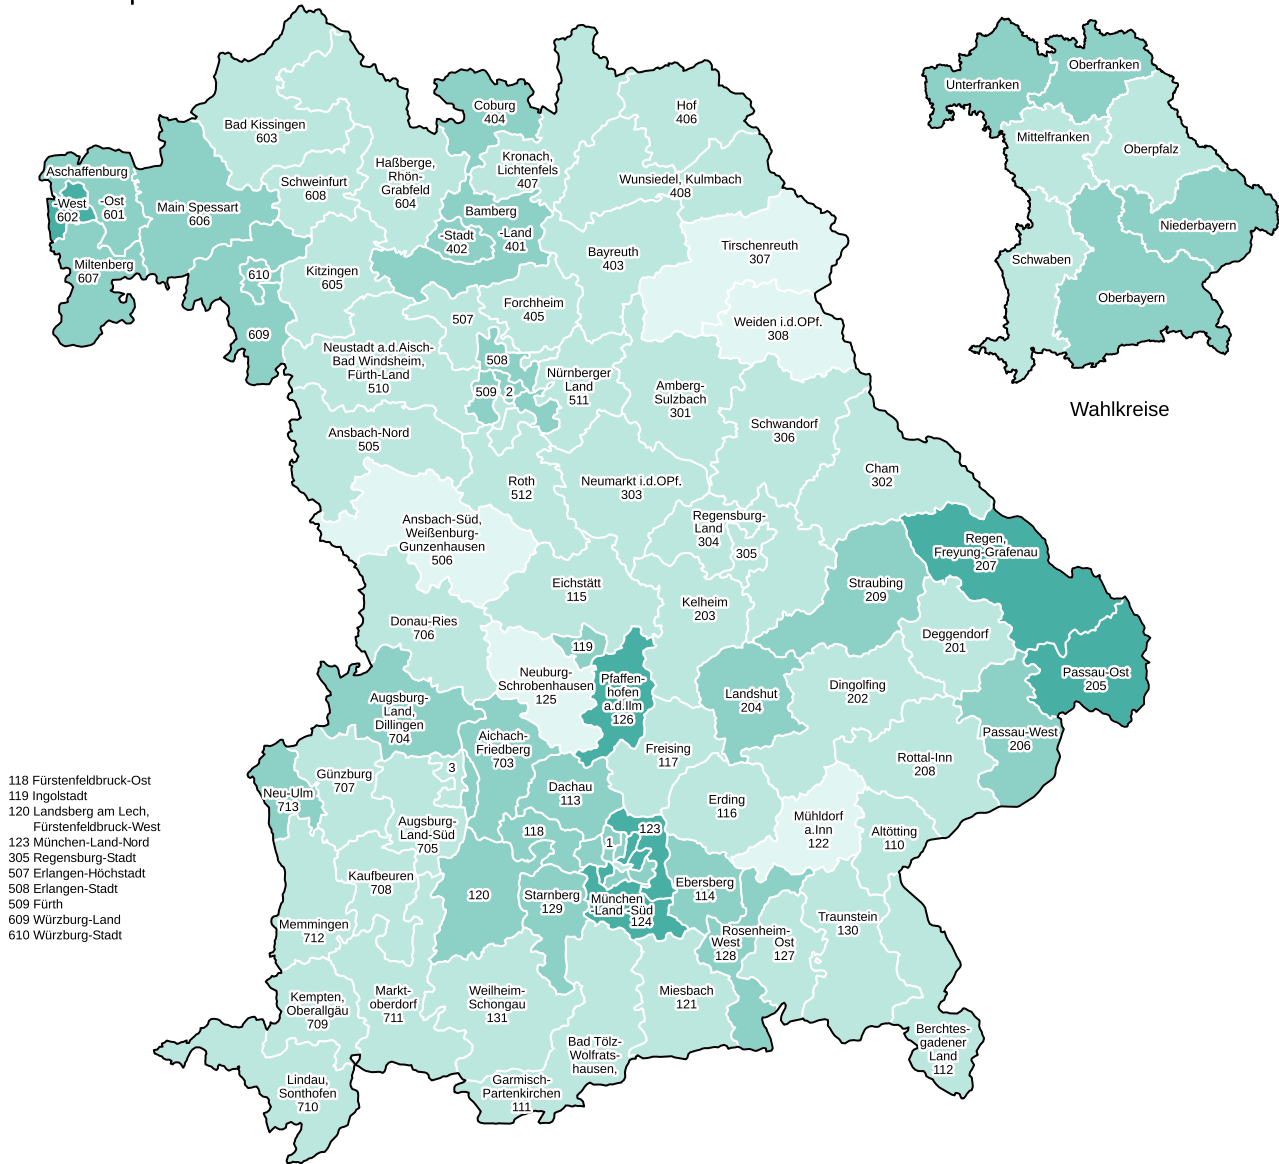 Coburg
404
Hof
406
Bad Kissingen
603
Kronach,
Lichtenfels
407
Haßberge,
Rhön-
Grabfeld
604
Schweinfurt
608
Wunsiedel, Kulmbach
408
Aschaffenburg
-West
602
-Ost
601
Main Spessart
606
Bamberg
-Stadt
402
-Land
401
Bayreuth
403
Tirschenreuth
307
Miltenberg
607
610
Kitzingen
605
Forchheim
405
507
609
Weiden i.d.OPf.
308
Neustadt a.d.Aisch-
Bad Windsheim,
Fürth-Land
510
508
509
2
Nürnberger
Land
511
Amberg-
Sulzbach
301
Schwandorf
306
Ansbach-Nord
505
Cham
302
Roth
512
Neumarkt i.d.OPf.
303
Ansbach-Süd,
Weißenburg-
Gunzenhausen
506
Regensburg-
Land
304
305
Regen,
Freyung-Grafenau
207
Eichstätt
115
Kelheim
203
Straubing
209
Donau-Ries
706
Deggendorf
201
119
Neuburg-
Schrobenhausen
125
Pfaffen-
hofen
a.d.Ilm
126
Landshut
204
Dingolfing
202
Passau-Ost
205
Augsburg-
Land,
Dillingen
704
Aichach-
Friedberg
703
Freising
117
Passau-West
206
Rottal-Inn
208
Günzburg
707
3
Neu-Ulm
713
Dachau
113
Erding
116
Mühldorf
a.Inn
122
Altötting
110
Augsburg-
Land-Süd
705
118
1
123
Kaufbeuren
708
120
Starnberg
129
München
-Land -Süd
124
Ebersberg
114
Memmingen
712
Rosenheim-
West
128
Ost
127
Traunstein
130
Kempten,
Oberallgäu
709
Markt-
oberdorf
711
Weilheim-
Schongau
131
Miesbach
121
Bad Tölz-
Wolfrats-
hausen,
Garmisch-
Partenkirchen
111
Lindau,
Sonthofen
710
Berchtes-
gadener
Land
112
Unterfranken
Oberfranken
Mittelfranken
Oberpfalz
Niederbayern
Schwaben
Oberbayern
Wahlkreise
118 Fürstenfeldbruck-Ost
119 Ingolstadt
120 Landsberg am Lech,
Fürstenfeldbruck-West
123 München-Land-Nord
305 Regensburg-Stadt
507 Erlangen-Höchstadt
508 Erlangen-Stadt
509 Fürth
609 Würzburg-Land
610 Würzburg-Stadt